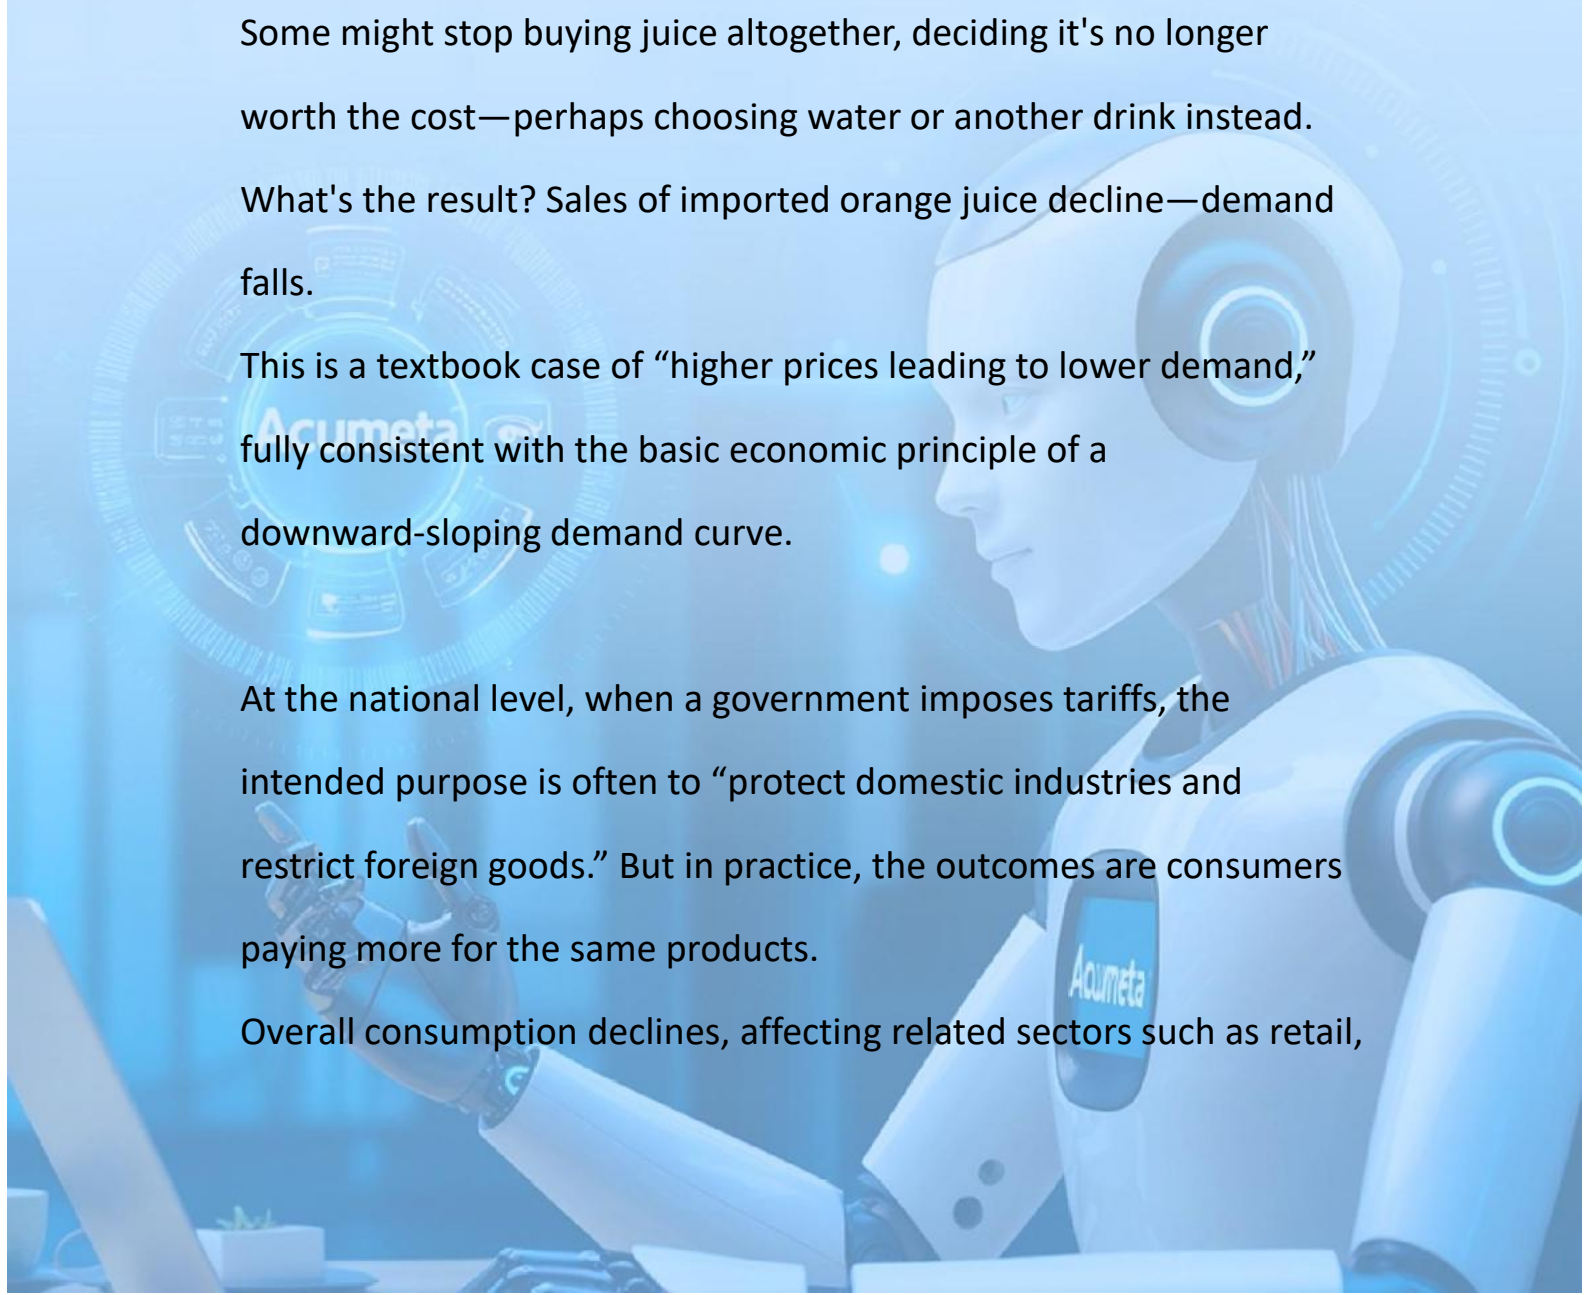 Some might stop buying juice altogether, deciding it's no longer
worth the cost—perhaps choosing water or another drink instead.
What's the result? Sales of imported orange juice decline—demand
falls.
This is a textbook case of “higher prices leading to lower demand,”
Acumeta
fully consistent with the basic economic principle of a
downward-sloping demand curve.
At the national level, when a government imposes tariffs, the
intended purpose is often to “protect domestic industries and
restrict foreign goods.” But in practice, the outcomes are consumers
paying more for the same products.
Acumeta
Overall consumption declines, affecting related sectors such as retail,